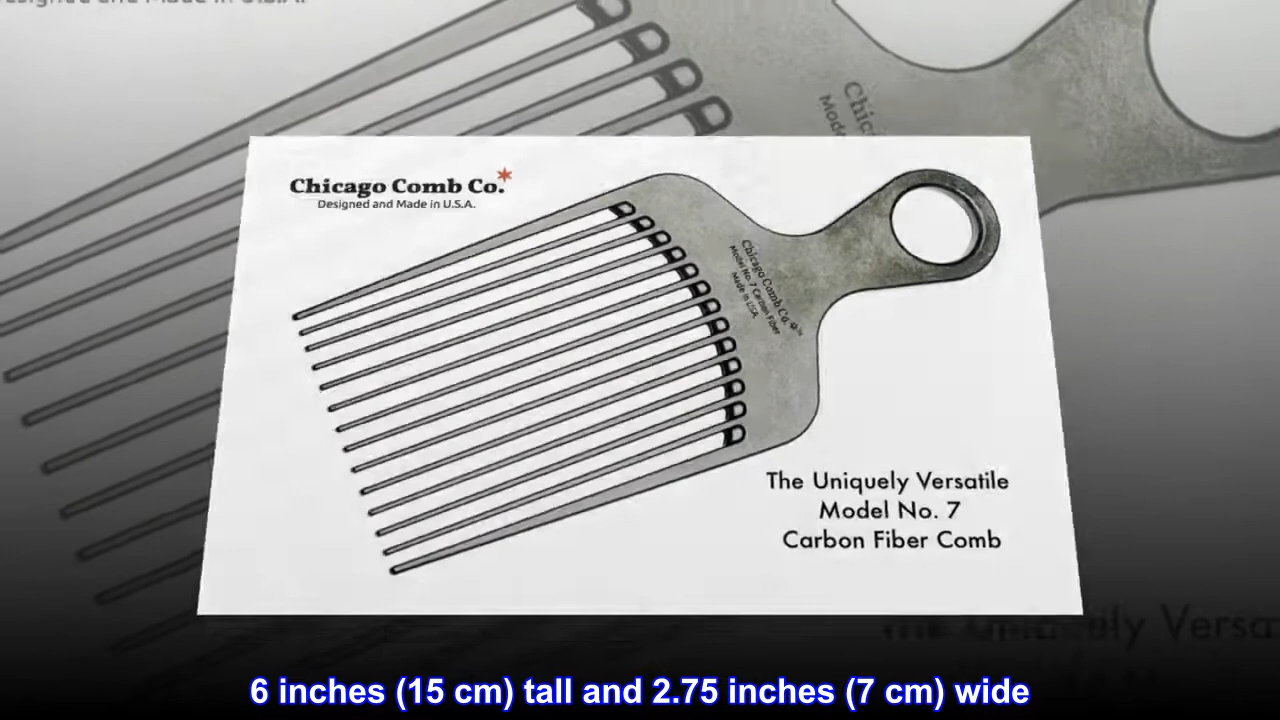 Chicago Comb Co.
Designed and Made in U.S.A.
Chicago Comb Co.
Model No. 7 Carbon Fiber
Made in USA
The Uniquely Versatile
Model No. 7
Carbon Fiber Comb
6 inches (15 cm) tall and 2.75 inches (7 cm) wide